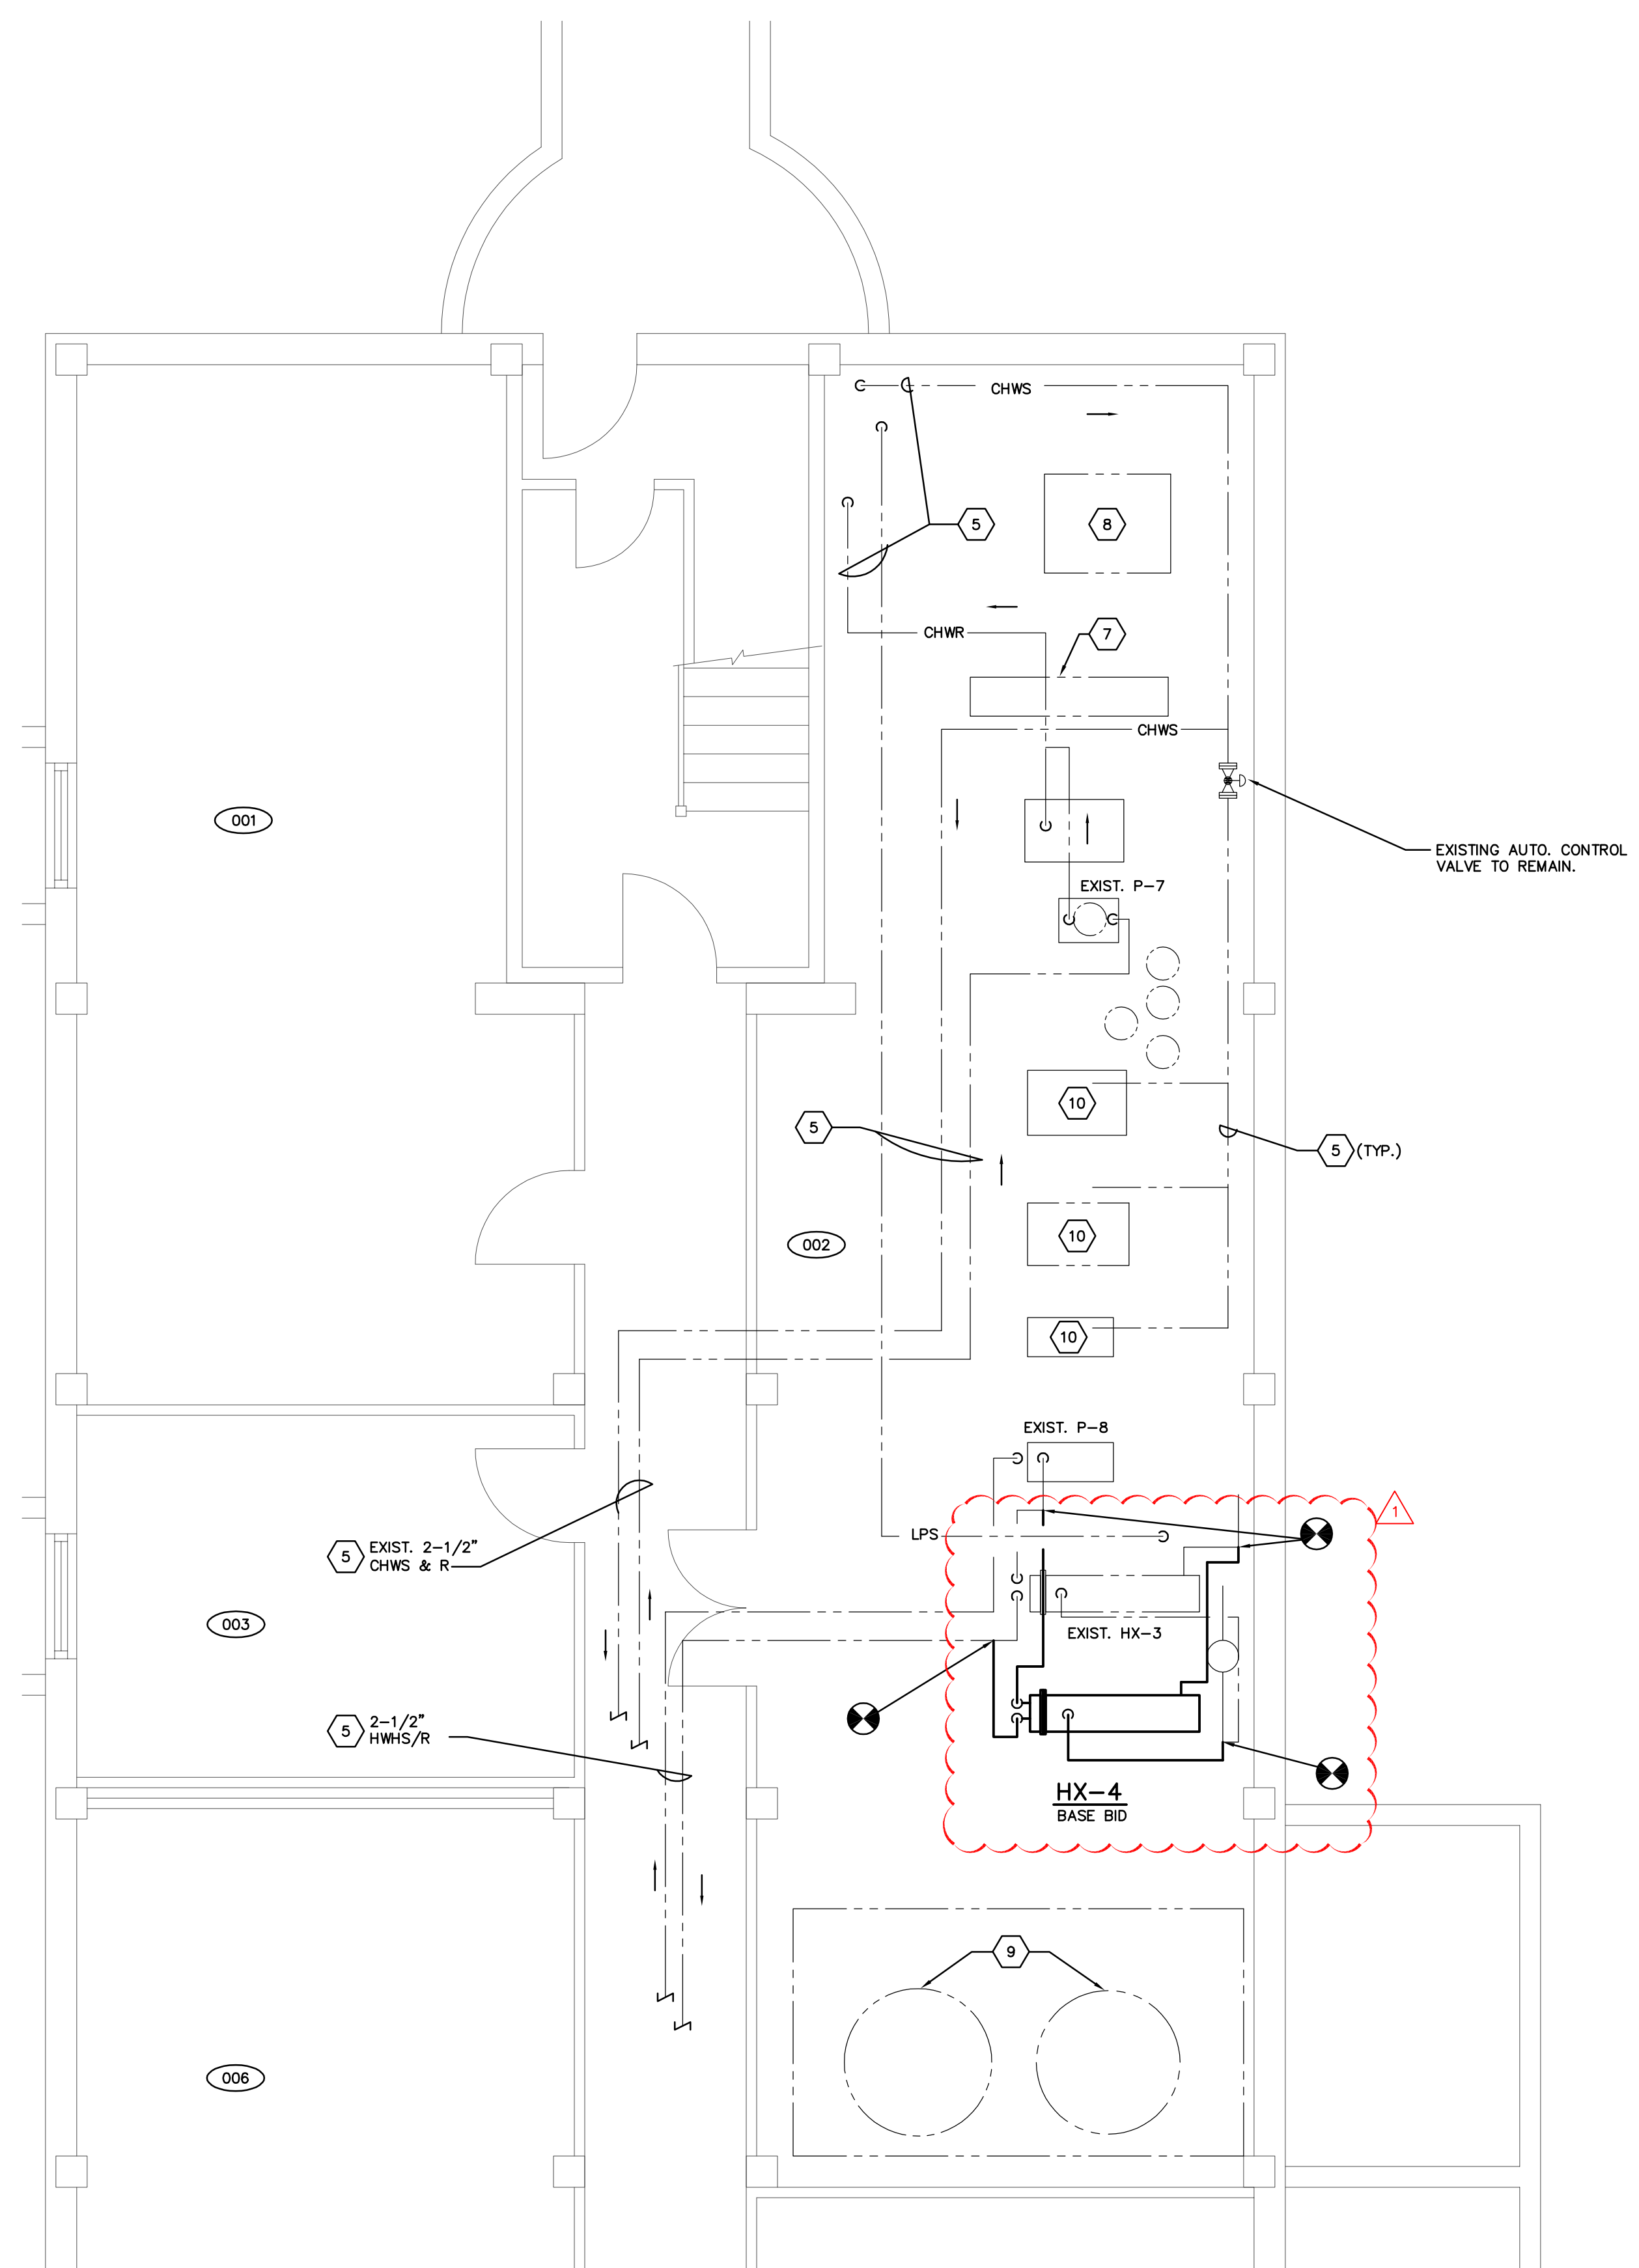 CHWS
5
8
CHWR
7
CHWS
001
EXISTING AUTO. CONTROL
VALVE TO REMAIN.
EXIST. P-7
10
5
5 (TYP.)
002
10
10
EXIST. P-8
1
LPS
5 EXIST. 2-1/2"
CHWS & R
003
EXIST. HX-3
5 2-1/2"
HWHS/R
HX-4
BASE BID
9
006